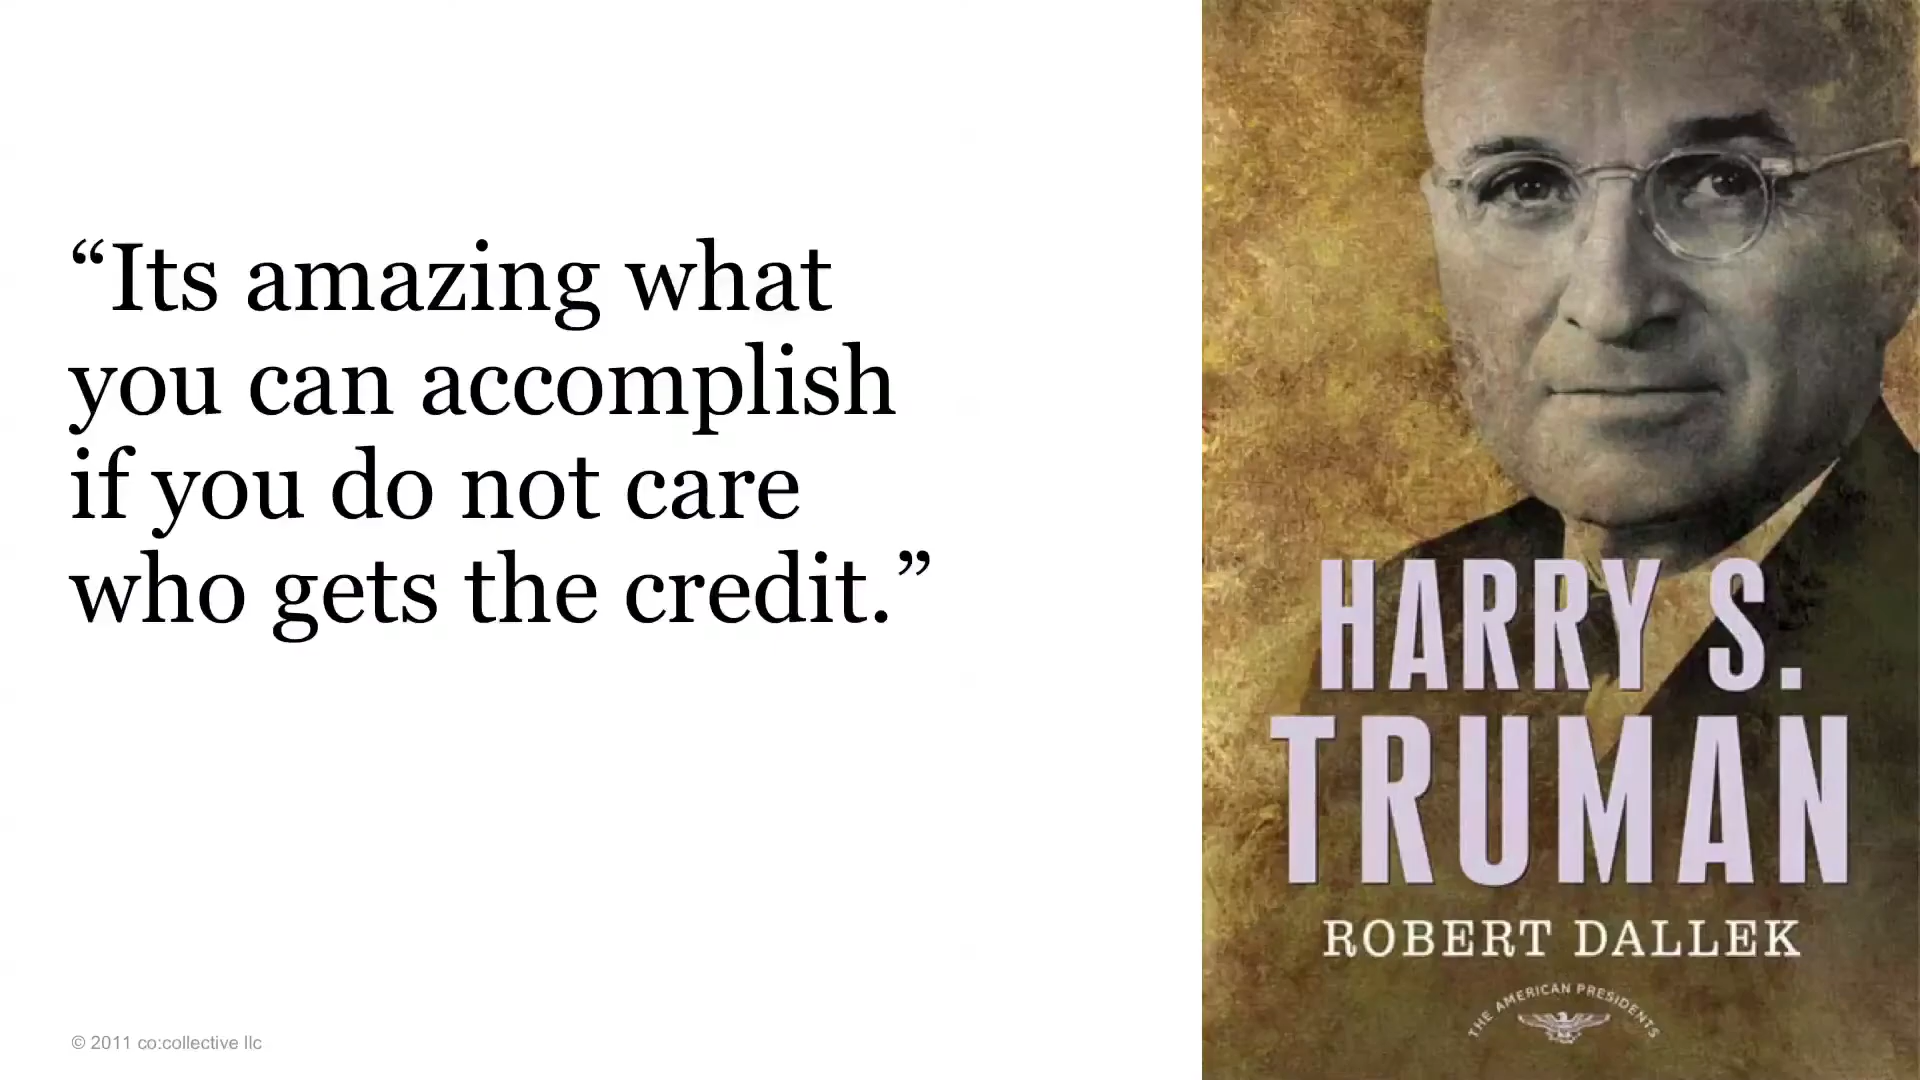 “Its amazing what
you can accomplish
if you do not care
who gets the credit.”
HARRY S.
TRUMAN
ROBERT DALLEK
THE AMERICAN PRESIDENTS
© 2011 co:collective llc